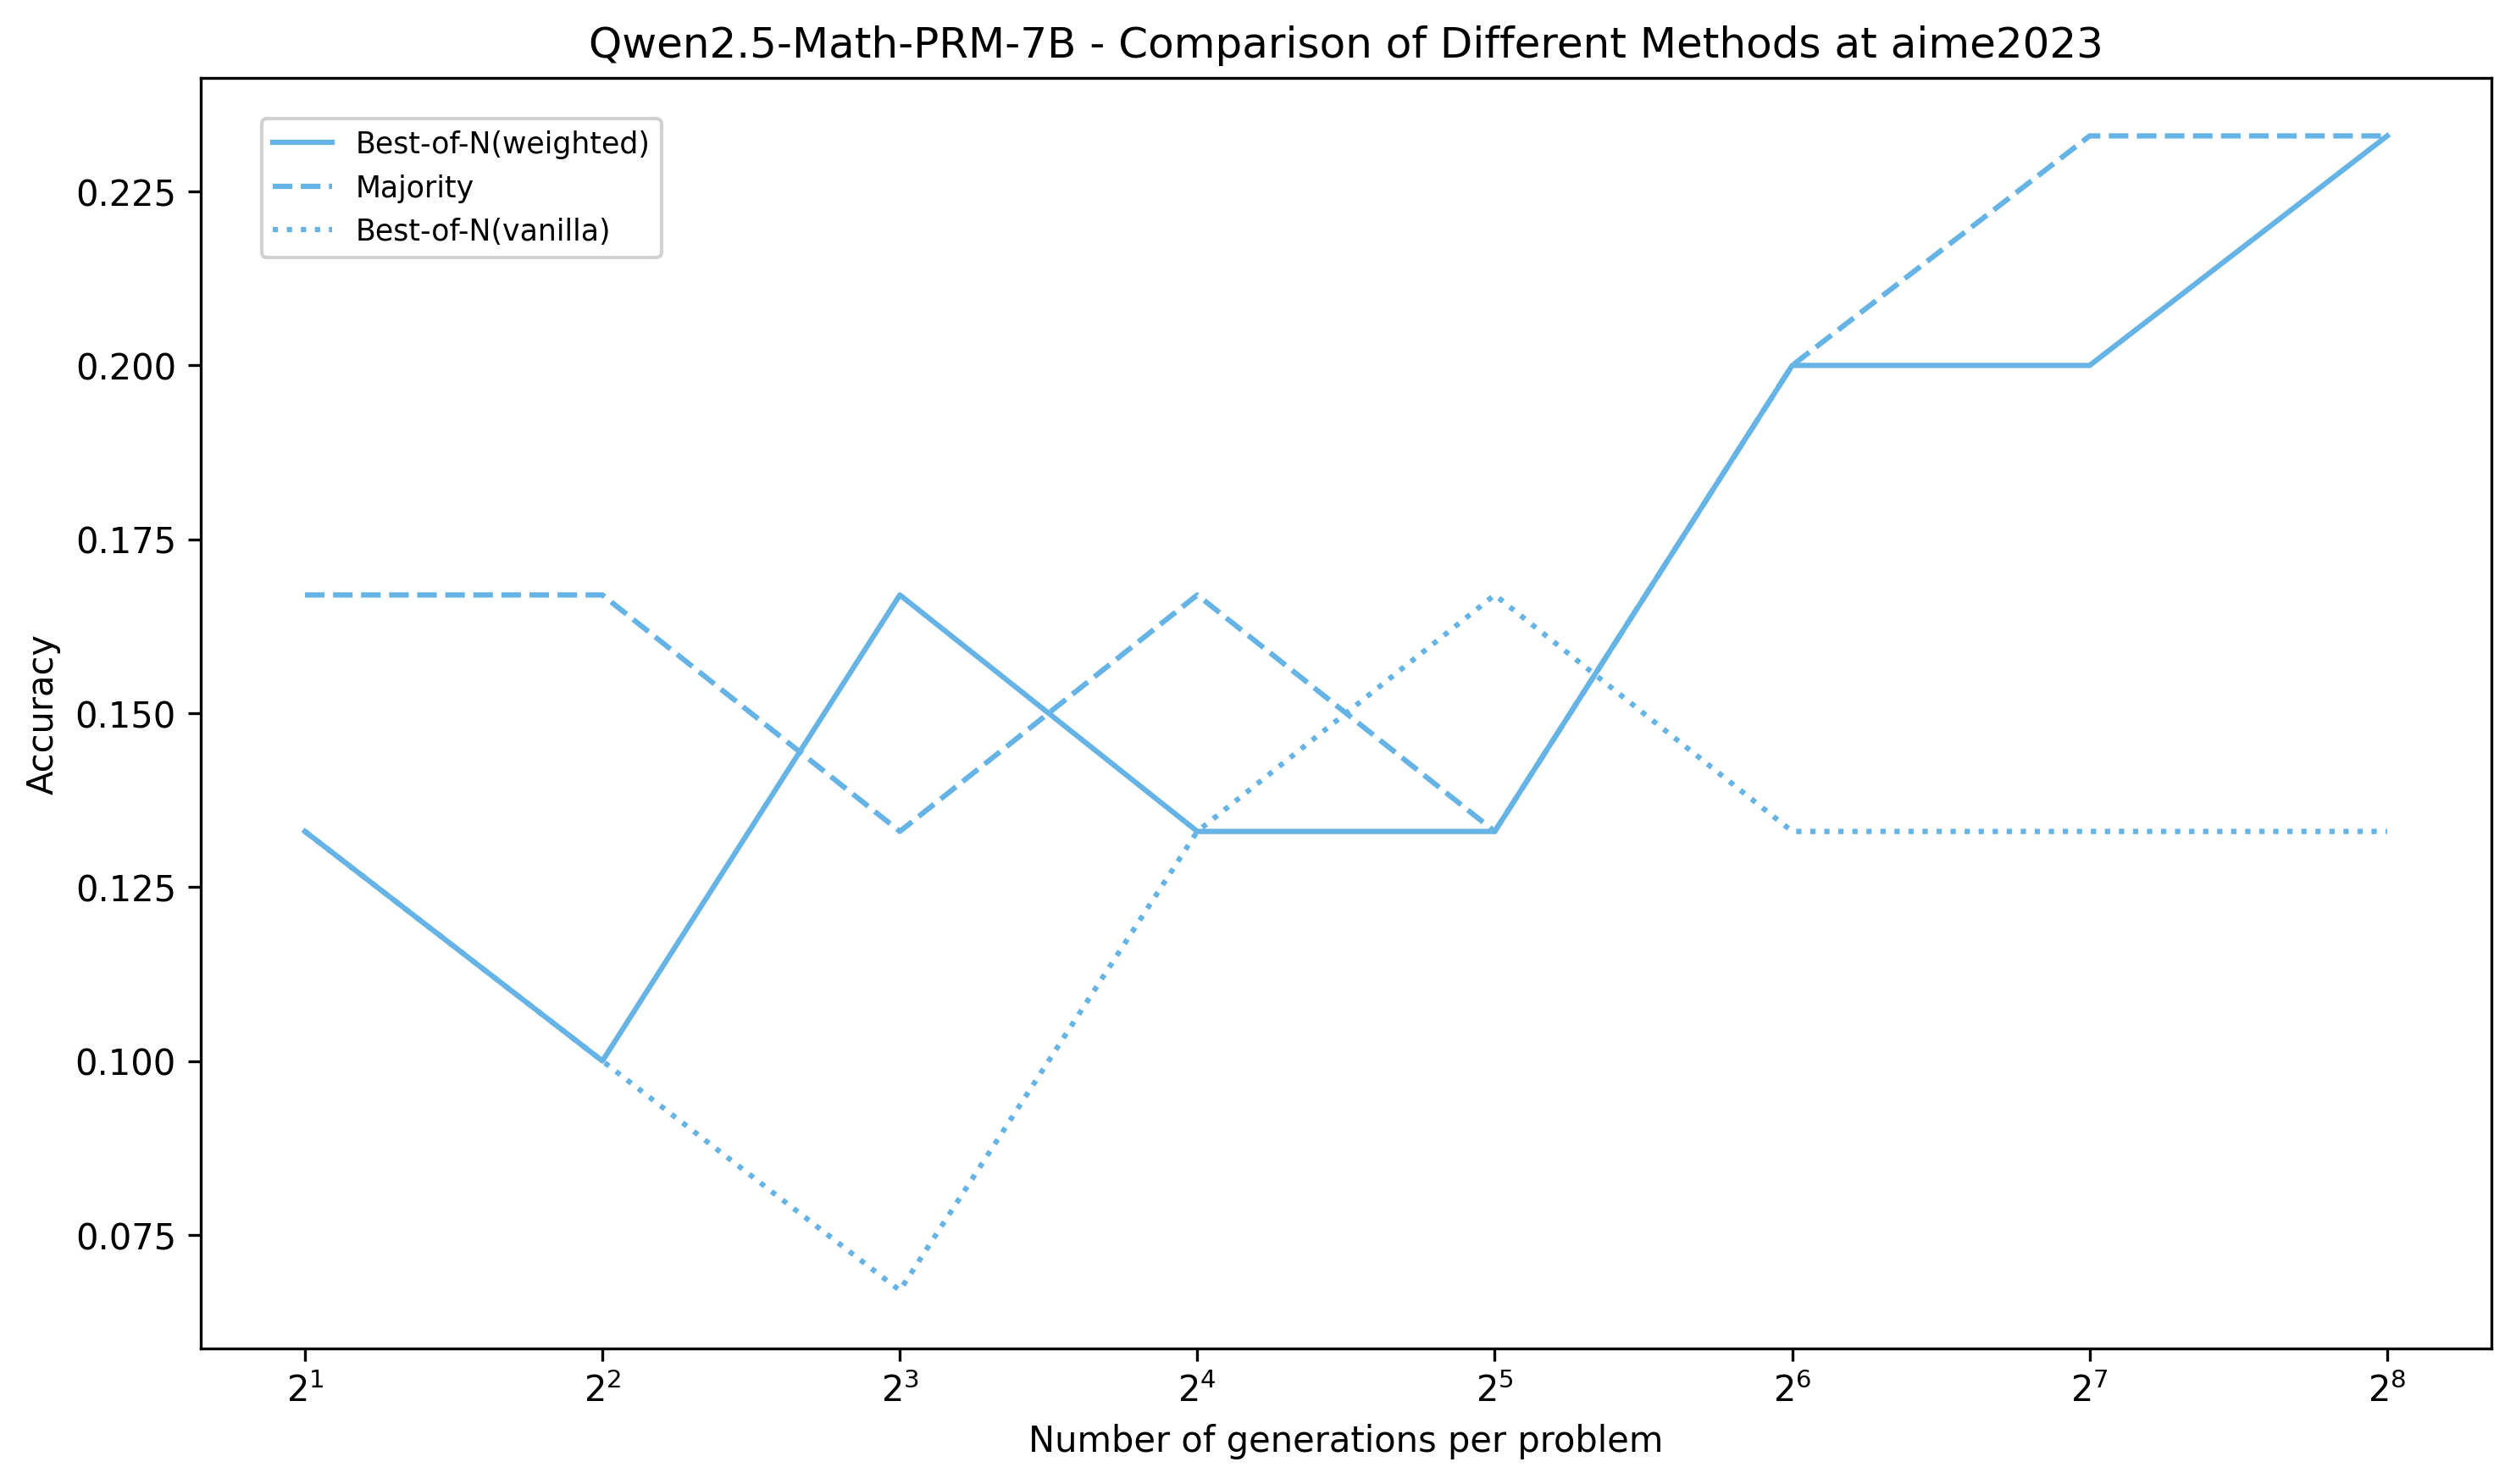 Qwen2.5-Math-PRM-7B - Comparison of Different Methods at aime2023
Best-of-N(weighted)
Majority
Best-of-N(vanilla)
0.225
0.200
0.175
0.150
0.125
0.100
0.075
Accuracy
2¹ 2² 2³ 2⁴ 2⁵ 2⁶ 2⁷ 2⁸
Number of generations per problem